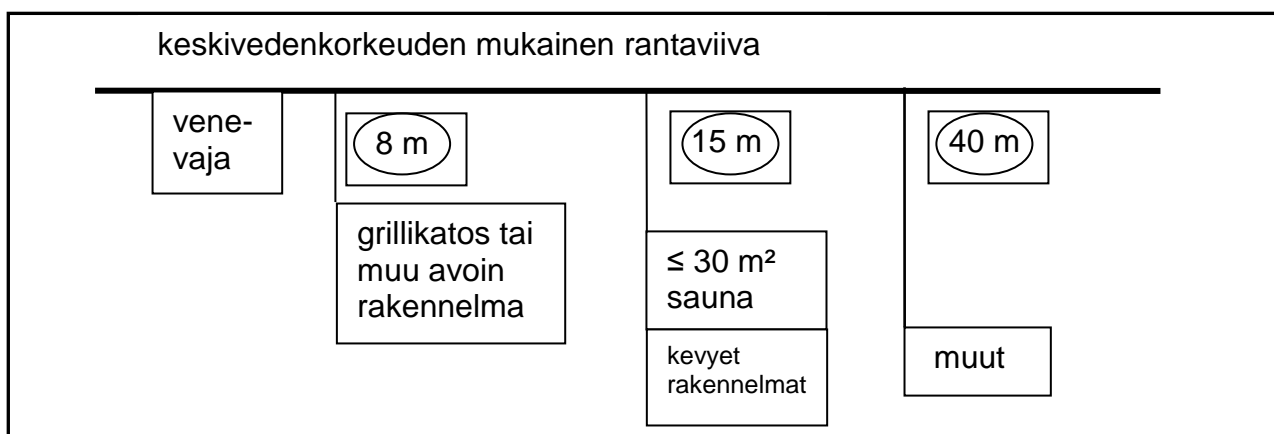 keskivedenkorkeuden mukainen rantaviiva
vene-
vaja
8 m
grillikatos tai
muu avoin
rakennelma
15 m
≤ 30 m²
sauna
kevyet
rakennelmat
40 m
muut